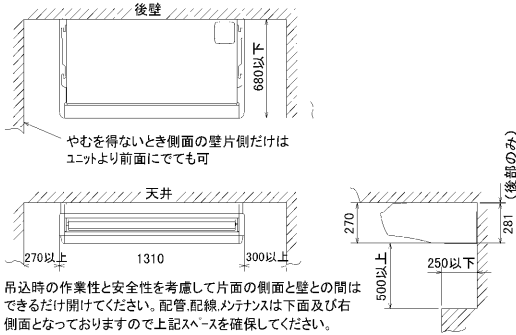 後壁
680以下
やむを得ないとき側面の壁片側だけは
ユニットより前面にでても可
天井
270以上
1310
300以上
270
281
(後部のみ)
500以上
250以下
吊込時の作業性と安全性を考慮して片面の側面と壁との間は
できるだけ開けてください。配管,配線,メンテナンスは下面及び右
側面となっておりますので上記スペースを確保してください。